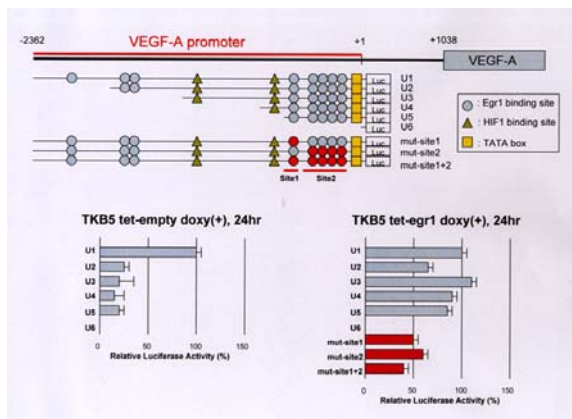 -2362
VEGF-A promoter
+1
+1038
VEGF-A
Luc U1
Luc U2
Luc U3
Luc U4
Luc U5
Luc U6
Luc mut-site1
Luc mut-site2
Luc mut-site1+2
Site1 Site2
: Egr1 binding site
: HIF1 binding site
: TATA box
TKB5 tet-empty doxy(+), 24hr
U1
U2
U3
U4
U5
U6
0 50 100 150
Relative Luciferase Activity (%)
TKB5 tet-egr1 doxy(+), 24hr
U1
U2
U3
U4
U5
U6
mut-site1
mut-site2
mut-site1+2
0 50 100 150
Relative Luciferase Activity (%)